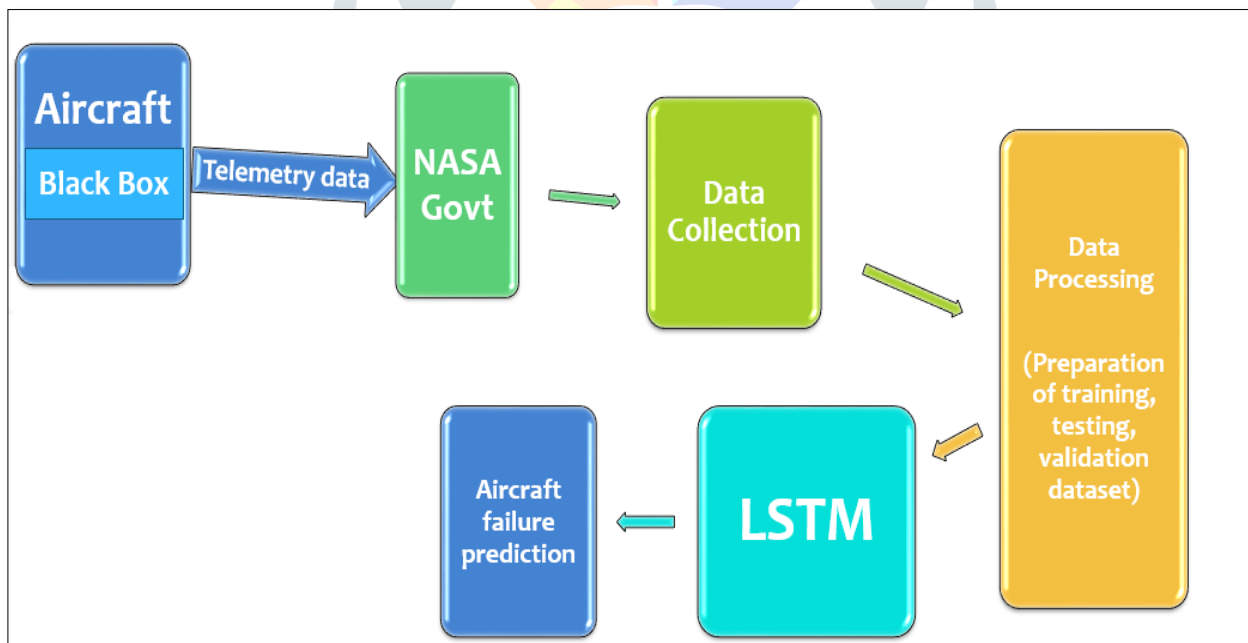 Aircraft
Black Box
Telemetry data
NASA
Govt
Data
Collection
Data
Processing
(Preparation
of training,
testing,
validation
dataset)
LSTM
Aircraft
failure
prediction